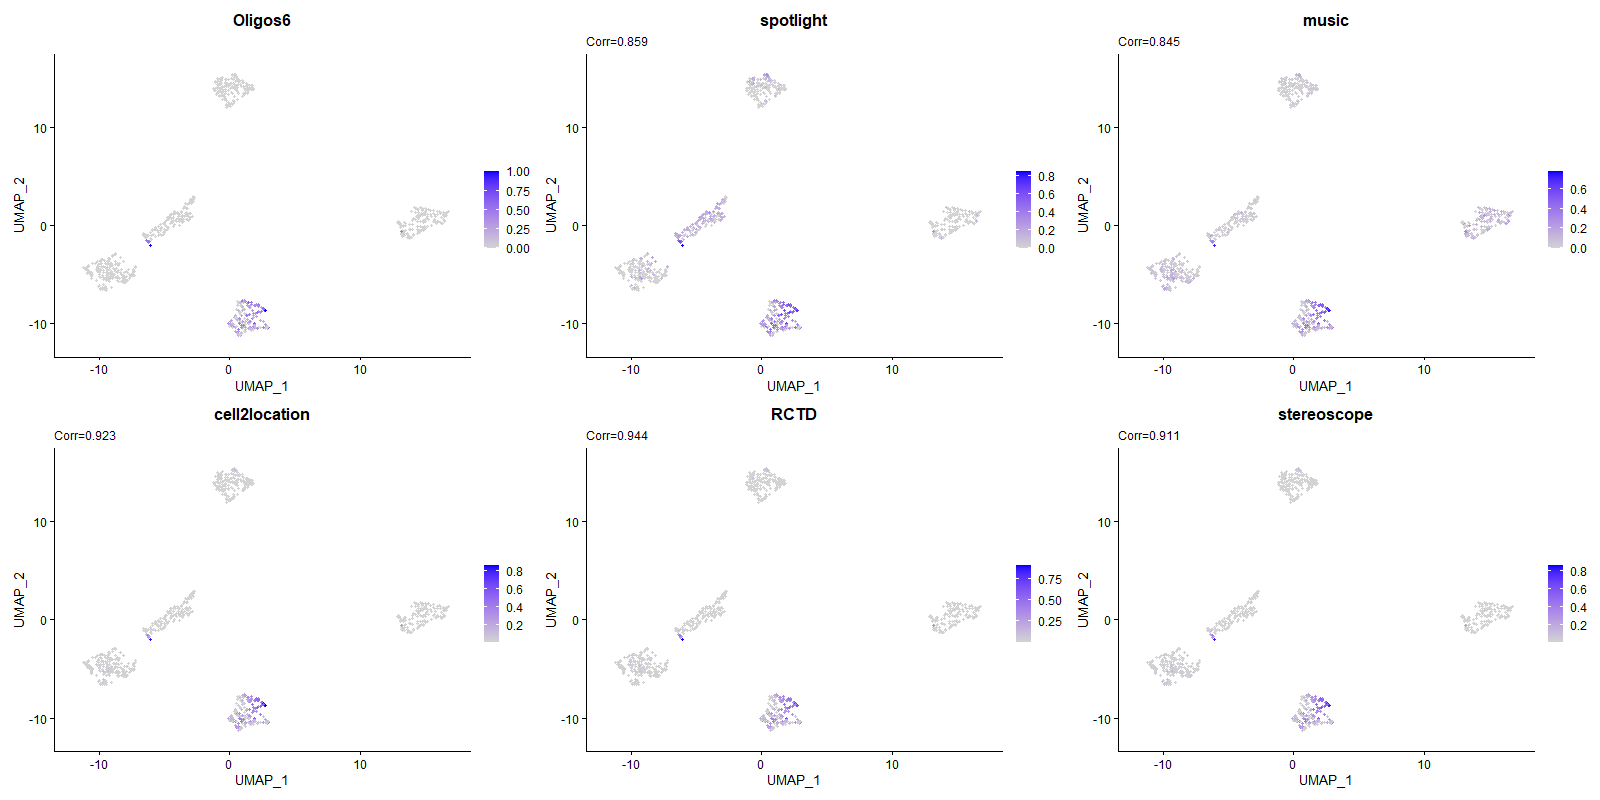 Oligos6
UMAP_2
10
0
-10
-10
0
10
UMAP_1
1.00
0.75
0.50
0.25
0.00
spotlight
Corr=0.859
UMAP_2
10
0
-10
-10
0
10
UMAP_1
0.8
0.6
0.4
0.2
0.0
music
Corr=0.845
UMAP_2
10
0
-10
-10
0
10
UMAP_1
0.6
0.4
0.2
0.0
cell2location
Corr=0.923
UMAP_2
10
0
-10
-10
0
10
UMAP_1
0.8
0.6
0.4
0.2
RCTD
Corr=0.944
UMAP_2
10
0
-10
-10
0
10
UMAP_1
0.75
0.50
0.25
stereoscope
Corr=0.911
UMAP_2
10
0
-10
-10
0
10
UMAP_1
0.8
0.6
0.4
0.2